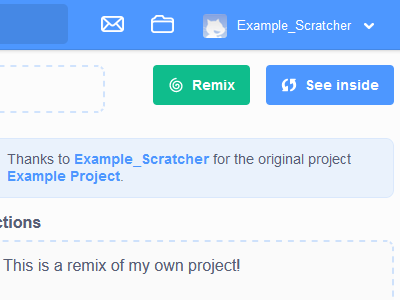 Example_Scratcher
Remix
See inside
Thanks to Example_Scratcher for the original project
Example Project.
ctions
This is a remix of my own project!